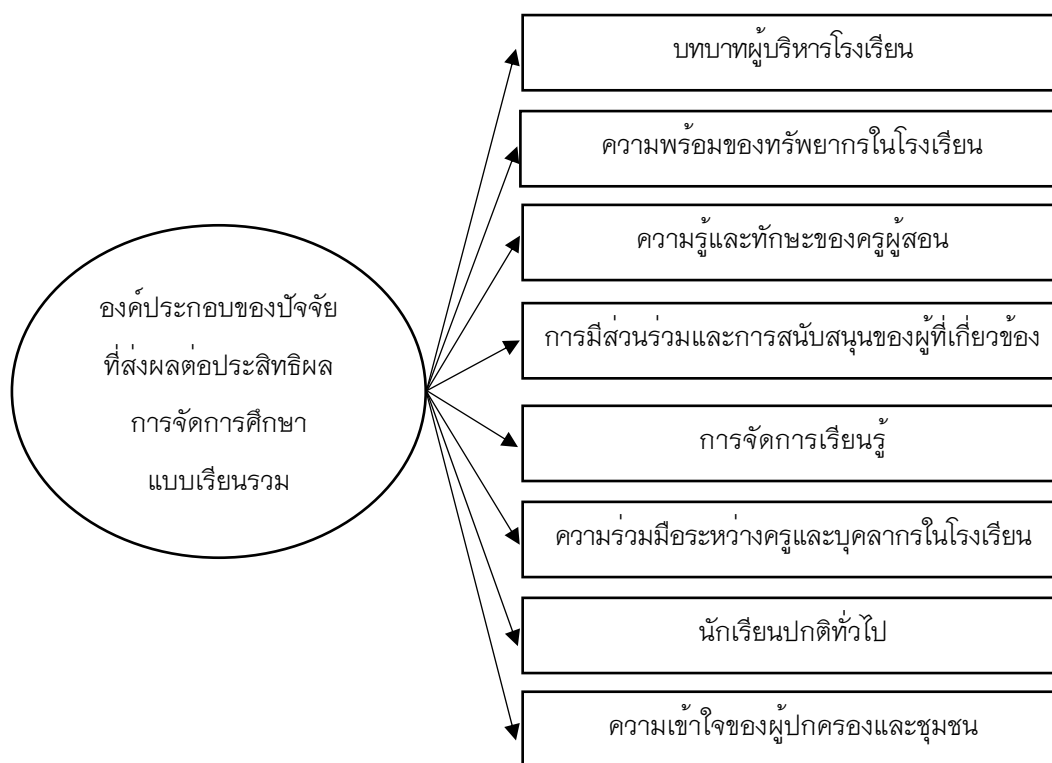 องค์ประกอบของปัจจัย
ที่ส่งผลต่อประสิทธิผล
การจัดการศึกษา
แบบเรียนรวม
บทบาทผู้บริหารโรงเรียน
ความพร้อมของทรัพยากรในโรงเรียน
ความรู้และทักษะของครูผู้สอน
การมีส่วนร่วมและการสนับสนุนของผู้ที่เกี่ยวข้อง
การจัดการเรียนรู้
ความร่วมมือระหว่างครูและบุคลากรในโรงเรียน
นักเรียนปกติทั่วไป
ความเข้าใจของผู้ปกครองและชุมชน